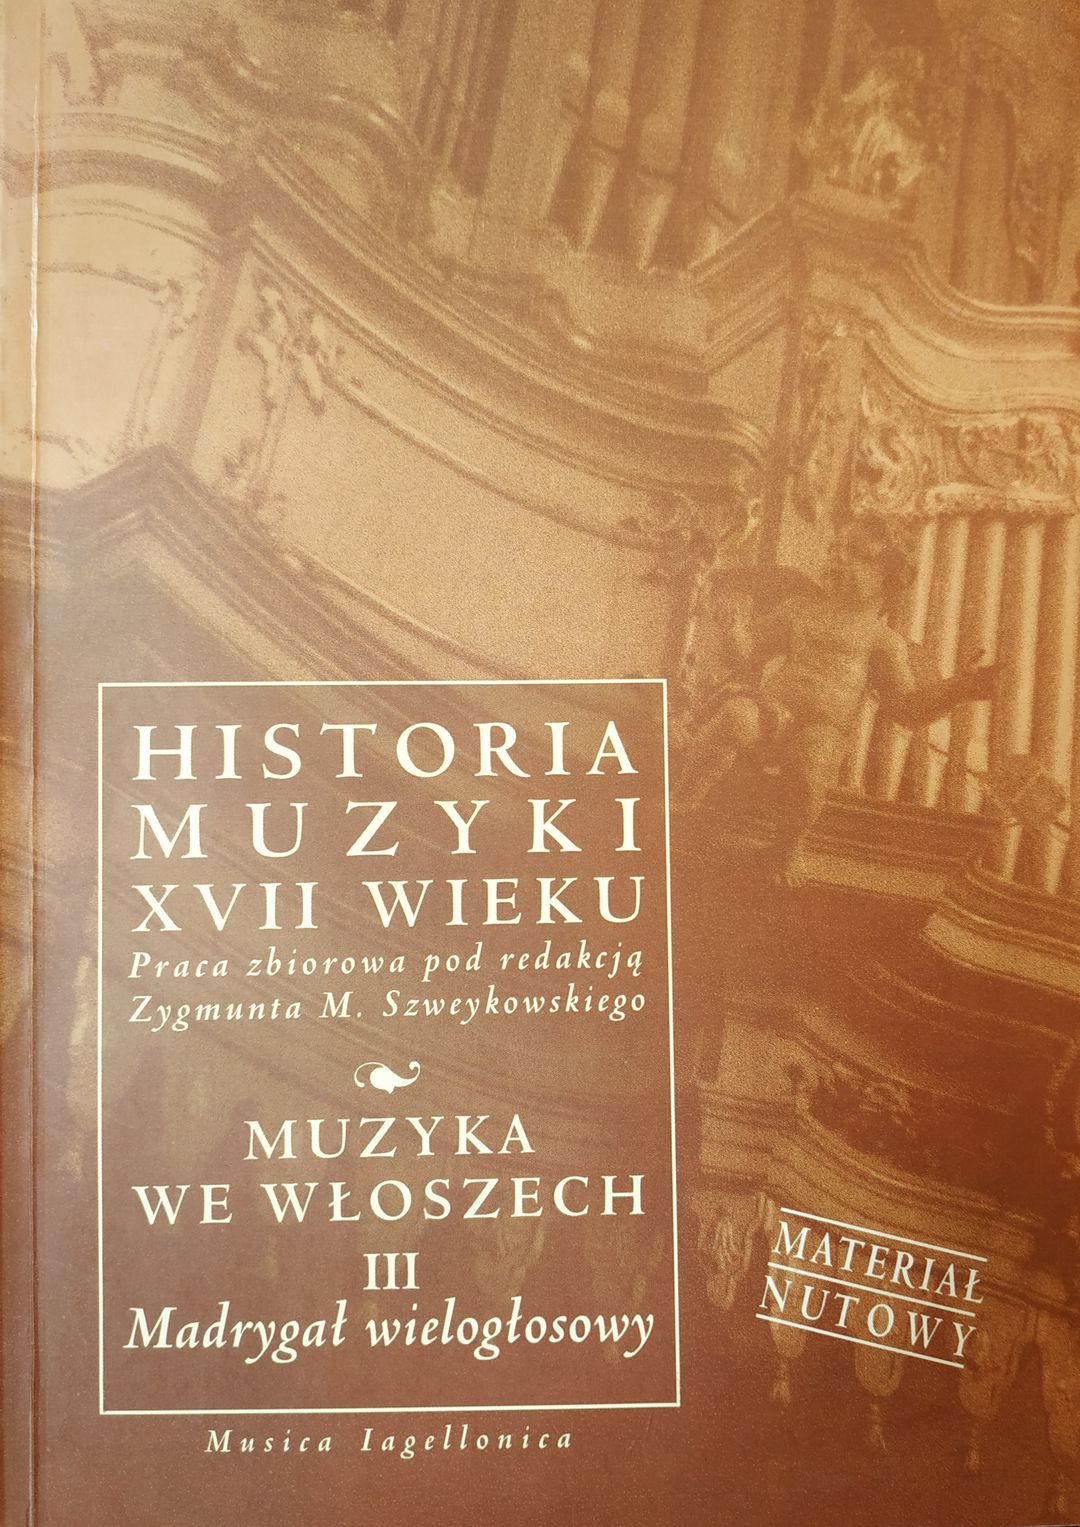 HISTORIA
MUZYKI
XVII WIEKU
Praca zbiorowa pod redakcją
Zygmunta M. Szweykowskiego
MUZYKA
WE WŁOSZECH
III
Madrygał wielogłosowy
MATERIAŁ
NUTOWY
Musica Iagellonica